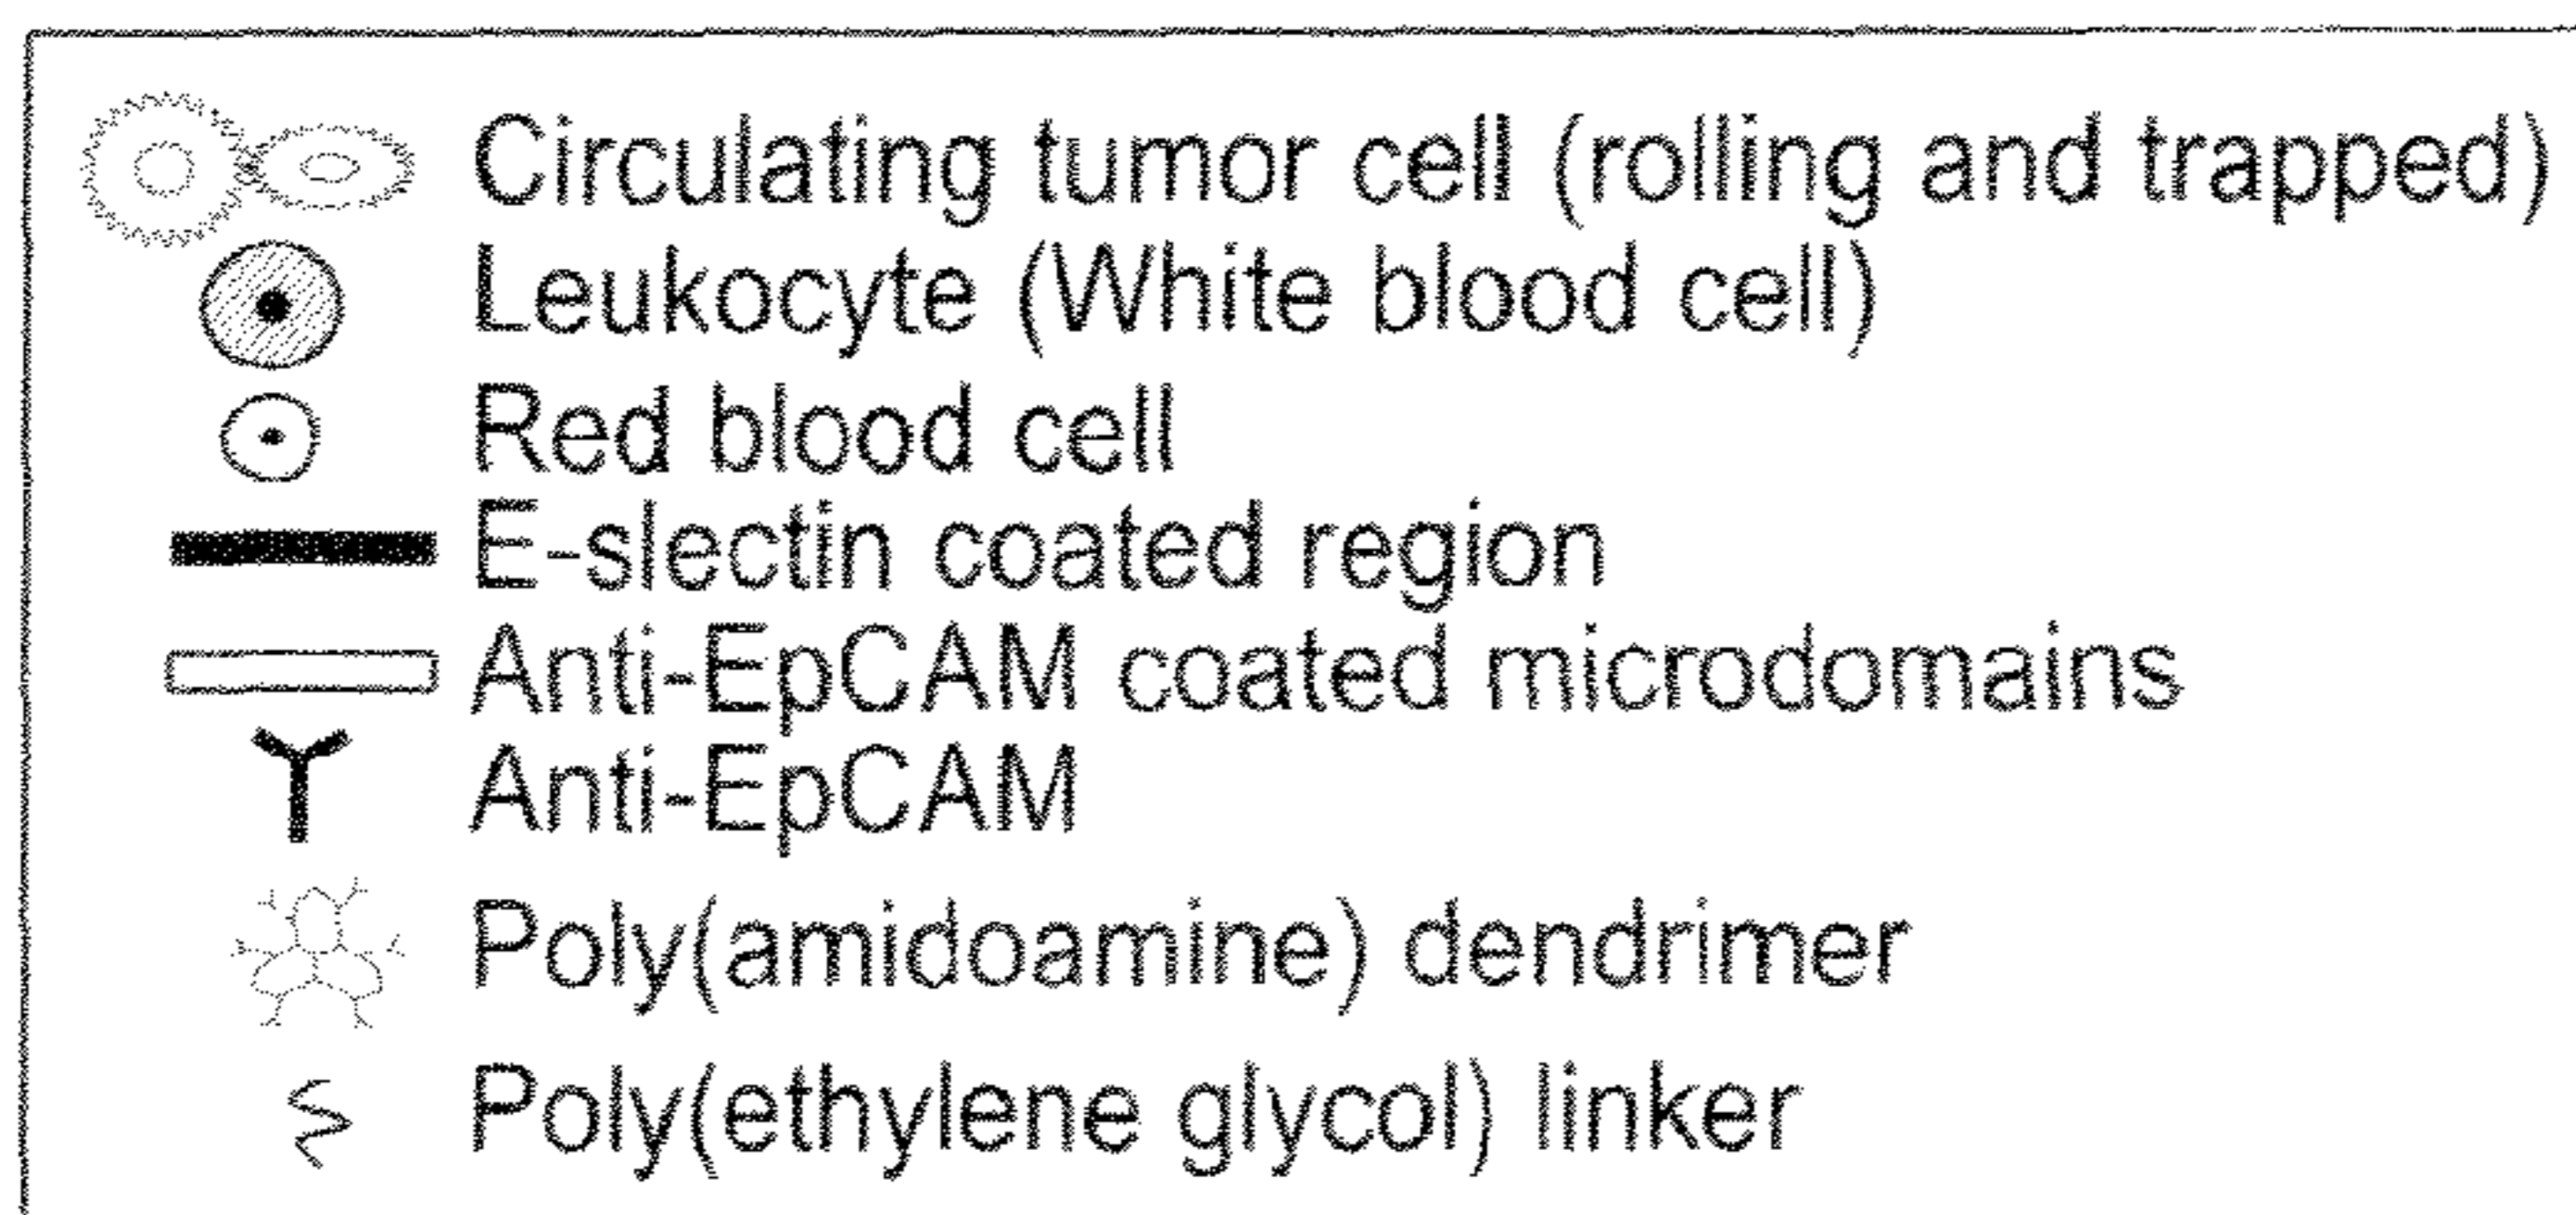 Circulating tumor cell (rolling and trapped)
Leukocyte (White blood cell)
Red blood cell
E-slectin coated region
Anti-EpCAM coated microdomains
Anti-EpCAM
Poly(amidoamine) dendrimer
Poly(ethylene glycol) linker